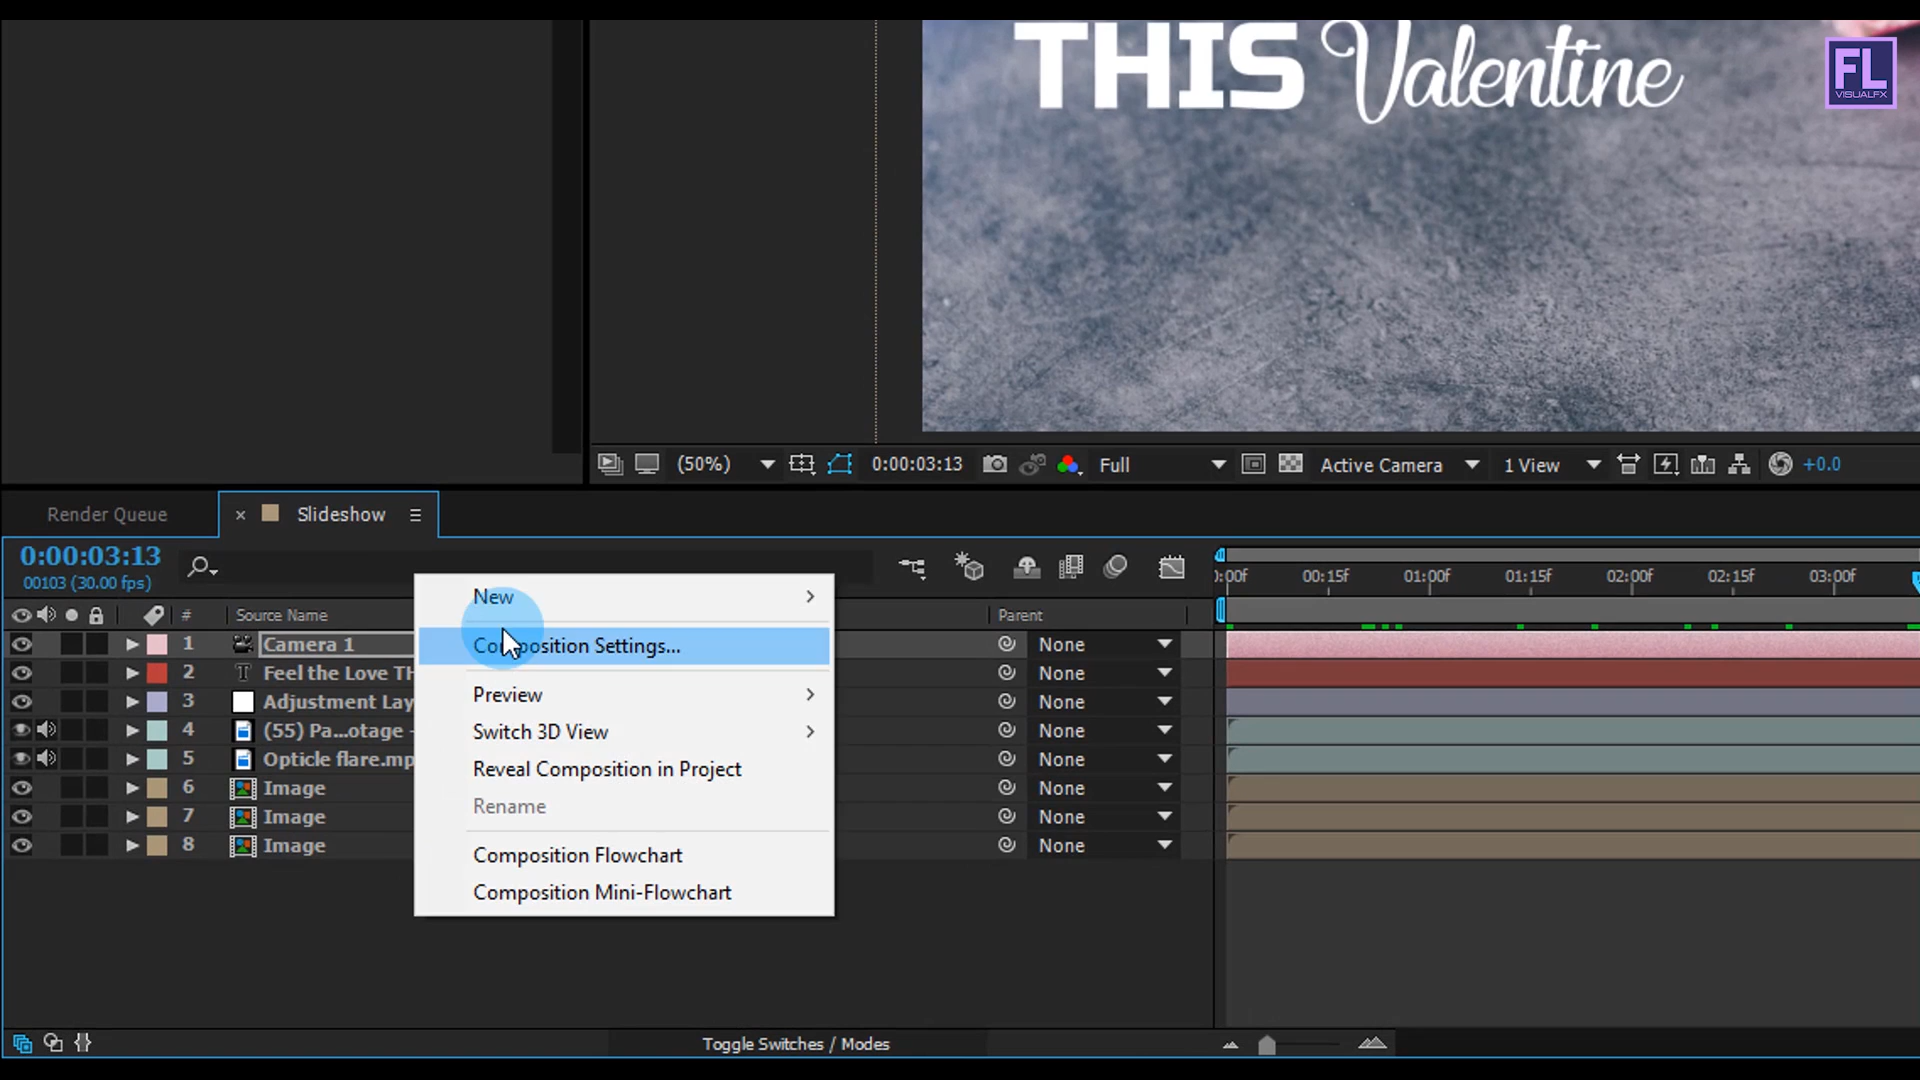 THIS Valentine
FL
VISUALFX
(50%)
0:00:03:13
Full
Active Camera
1 View
+0.0
Render Queue
× Slideshow
0:00:03:13
00103 (30.00 fps)
# Source Name
Parent
00f 00:15f 01:00f 01:15f 02:00f 02:15f 03:00f
New
Composition Settings...
Preview
Switch 3D View
Reveal Composition in Project
Rename
Composition Flowchart
Composition Mini-Flowchart
1 Camera 1 None
2 Feel the Love TH None
3 Adjustment Lay None
4 (55) Pa...otage - None
5 Opticle flare.mp None
6 Image None
7 Image None
8 Image None
Toggle Switches / Modes